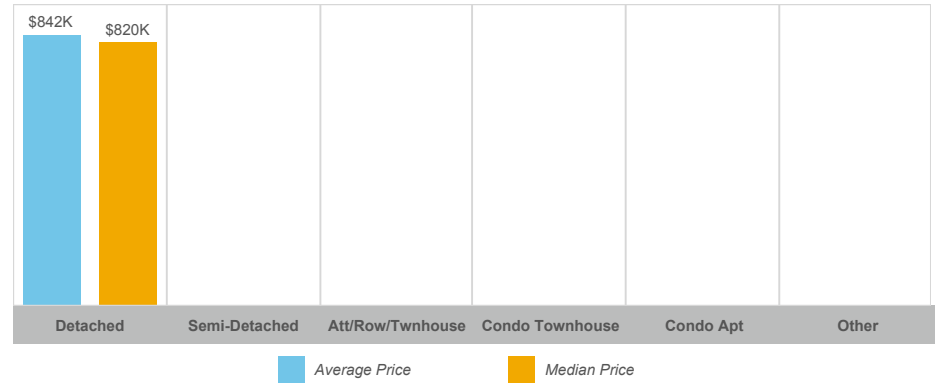 $842K
$820K
Detached Semi-Detached Att/Row/Twnhouse Condo Townhouse Condo Apt Other
Average Price Median Price